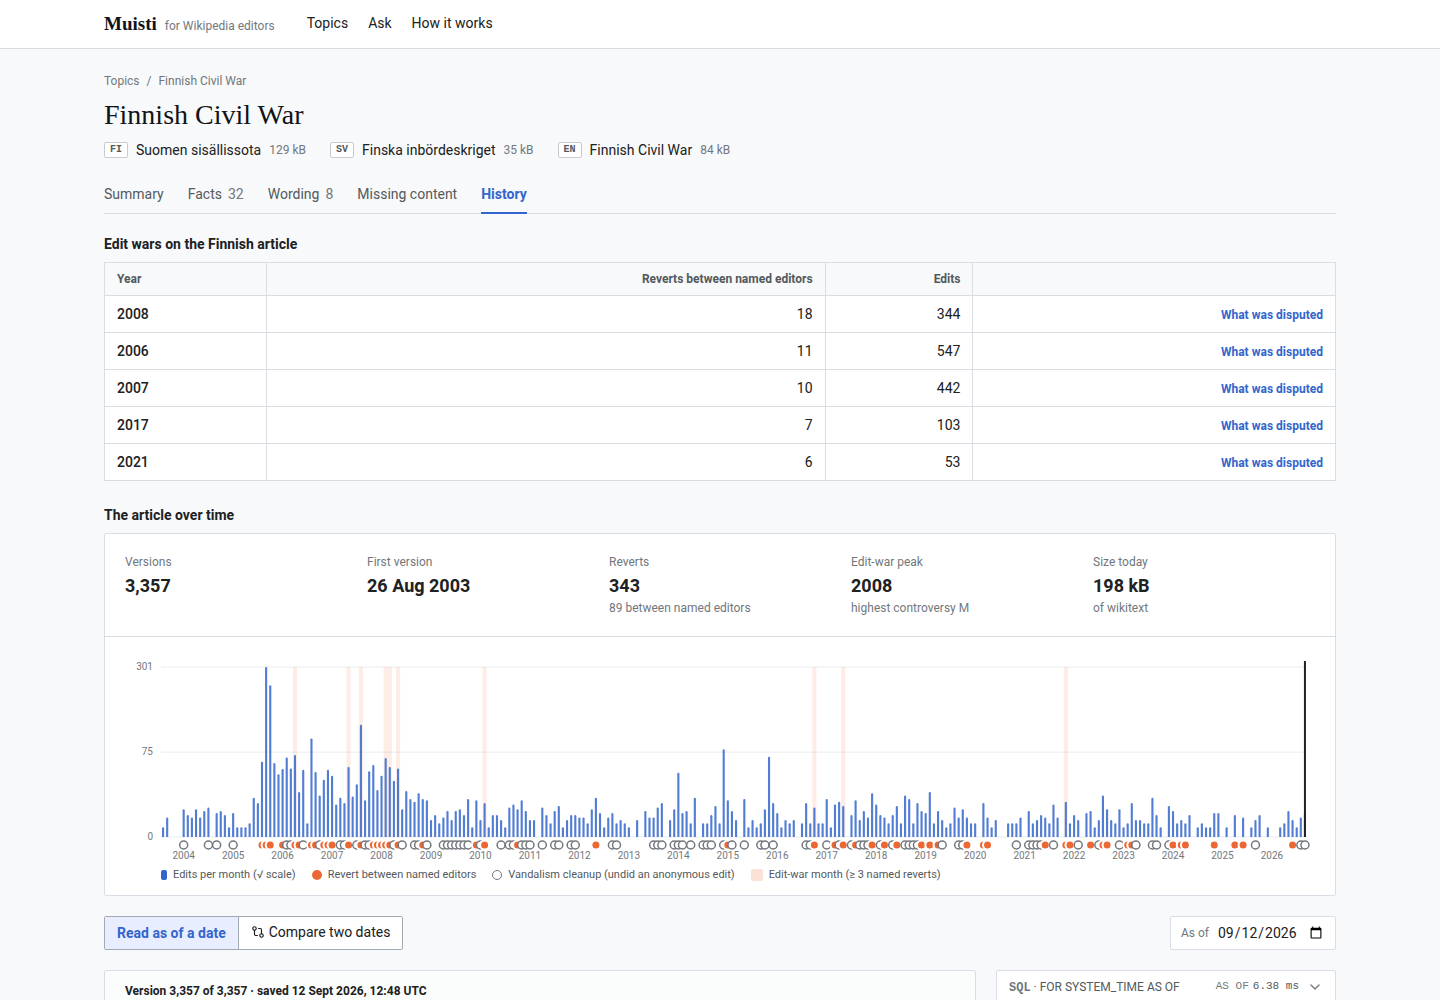 Muisti for Wikipedia editors Topics Ask How it works
Topics / Finnish Civil War
Finnish Civil War
FI Suomen sisällissota 129 kB SV Finska inbördeskriget 35 kB EN Finnish Civil War 84 kB
Summary Facts 32 Wording 8 Missing content History
Edit wars on the Finnish article
Year Reverts between named editors Edits
2008 18 344 What was disputed
2006 11 547 What was disputed
2007 10 442 What was disputed
2017 7 103 What was disputed
2021 6 53 What was disputed
The article over time
Versions First version Reverts Edit-war peak Size today
3,357 26 Aug 2003 343 2008 198 kB
89 between named editors highest controversy M of wikitext
301
75
0
2004 2005 2006 2007 2008 2009 2010 2011 2012 2013 2014 2015 2016 2017 2018 2019 2020 2021 2022 2023 2024 2025 2026
Edits per month (√ scale) Revert between named editors Vandalism cleanup (undid an anonymous edit) Edit-war month (≥ 3 named reverts)
Read as of a date Compare two dates As of 09/12/2026
Version 3,357 of 3,357 · saved 12 Sept 2026, 12:48 UTC SQL · FOR SYSTEM_TIME AS OF AS OF 6.38 ms